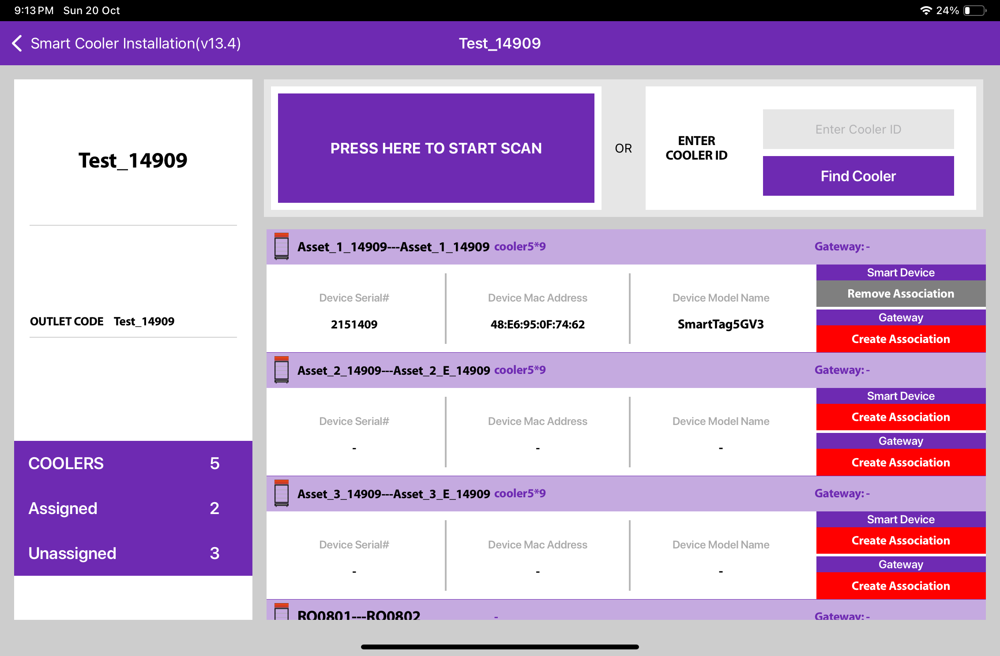 9:13 PM Sun 20 Oct
24%
Smart Cooler Installation(v13.4)
Test_14909
Test_14909
OUTLET CODE Test_14909
COOLERS 5
Assigned 2
Unassigned 3
PRESS HERE TO START SCAN
OR
ENTER
COOLER ID
Enter Cooler ID
Find Cooler
Asset_1_14909---Asset_1_14909 cooler5*9 Gateway: -
Device Serial# Device Mac Address Device Model Name
2151409 48:E6:95:0F:74:62 SmartTag5GV3
Smart Device
Remove Association
Gateway
Create Association
Asset_2_14909---Asset_2_E_14909 cooler5*9 Gateway: -
Device Serial# Device Mac Address Device Model Name
- - -
Smart Device
Create Association
Gateway
Create Association
Asset_3_14909---Asset_3_E_14909 cooler5*9 Gateway: -
Device Serial# Device Mac Address Device Model Name
- - -
Smart Device
Create Association
Gateway
Create Association
RO0801---RO0802 - Gateway: -